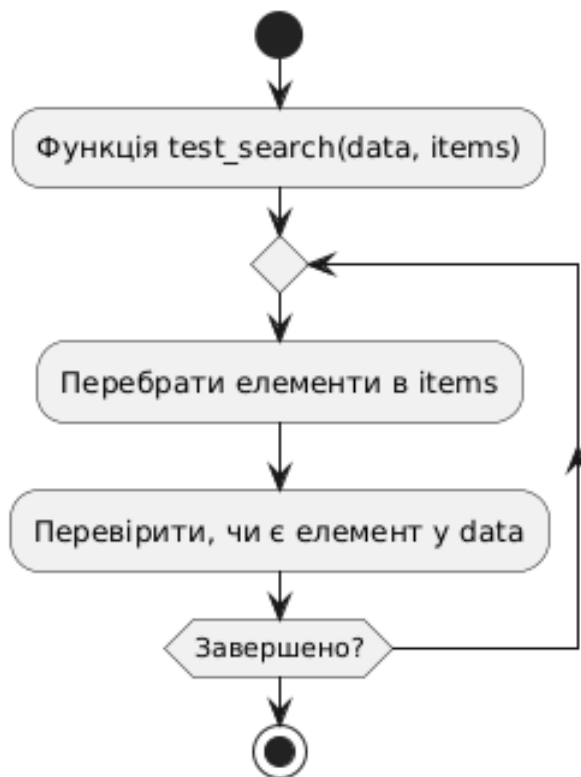 Функція test_search(data, items)
Перебрати елементи в items
Перевірити, чи є елемент у data
Завершено?